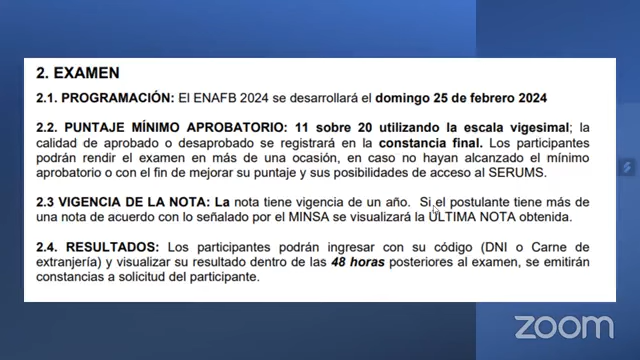 2. EXAMEN
2.1. PROGRAMACIÓN: El ENAFB 2024 se desarrollará el domingo 25 de febrero 2024
2.2. PUNTAJE MÍNIMO APROBATORIO: 11 sobre 20 utilizando la escala vigesimal; la
calidad de aprobado o desaprobado se registrará en la constancia final. Los participantes
podrán rendir el examen en más de una ocasión, en caso no hayan alcanzado el mínimo
aprobatorio o con el fin de mejorar su puntaje y sus posibilidades de acceso al SERUMS.
2.3 VIGENCIA DE LA NOTA: La nota tiene vigencia de un año. Si el postulante tiene más de
una nota de acuerdo con lo señalado por el MINSA se visualizará la ÚLTIMA NOTA obtenida.
2.4. RESULTADOS: Los participantes podrán ingresar con su código (DNI o Carne de
extranjería) y visualizar su resultado dentro de las 48 horas posteriores al examen, se emitirán
constancias a solicitud del participante.
zoom